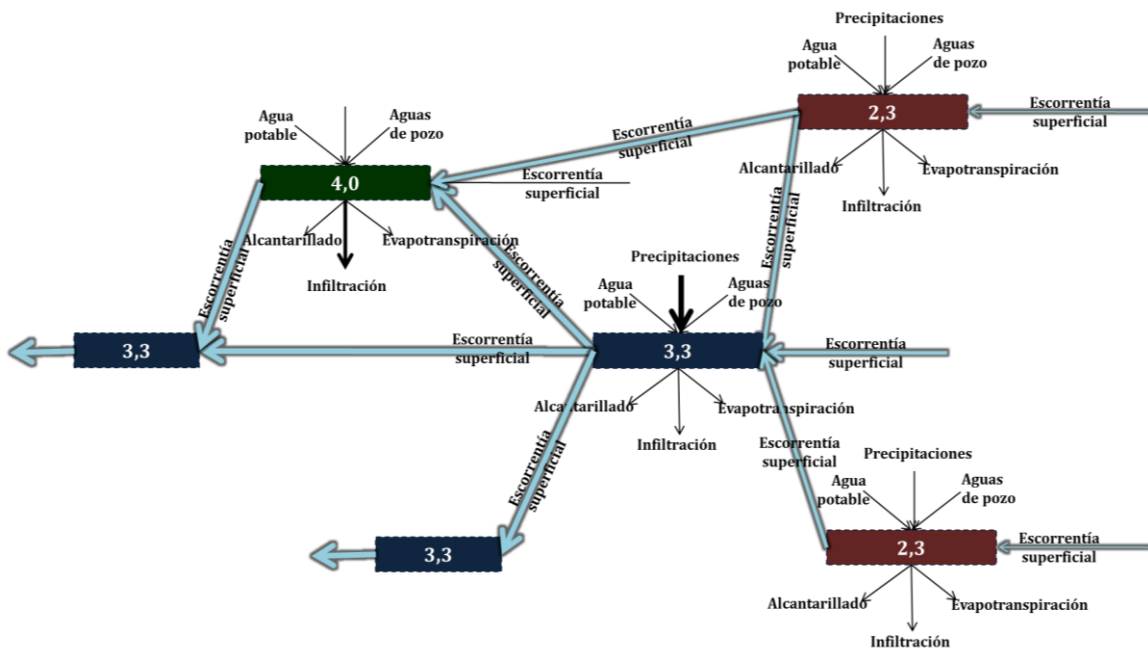 Precipitaciones
Agua
potable
Aguas
de pozo
2,3
Escorrentía
superficial
Alcantarillado
Evapotranspiración
Infiltración
Escorrentía
superficial
Agua
potable
Aguas
de pozo
4,0
Escorrentía
superficial
Alcantarillado
Evapotranspiración
Infiltración
Escorrentía
superficial
Escorrentía
superficial
Escorrentía
superficial
Precipitaciones
Agua
potable
Aguas
de pozo
3,3
Escorrentía
superficial
3,3
Escorrentía
superficial
Alcantarillado
Evapotranspiración
Infiltración
Escorrentía
superficial
Escorrentía
superficial
3,3
Precipitaciones
Agua
potable
Aguas
de pozo
2,3
Escorrentía
superficial
Alcantarillado
Evapotranspiración
Infiltración